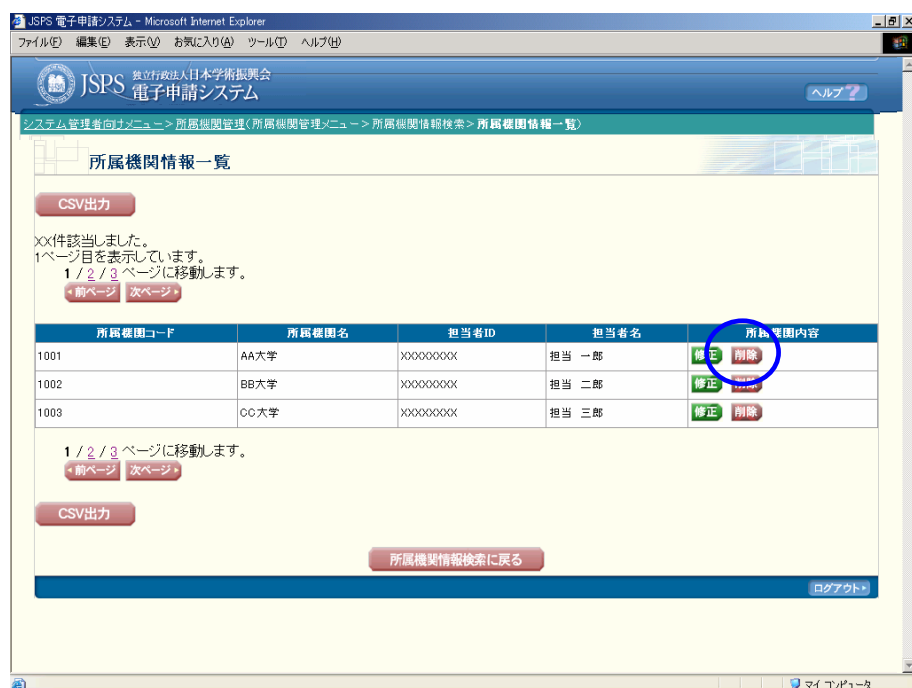 JSPS 電子申請システム - Microsoft Internet Explorer
ファイル(F) 編集(E) 表示(V) お気に入り(A) ツール(T) ヘルプ(H)
JSPS 独立行政法人日本学術振興会
電子申請システム
ヘルプ ?
システム管理者向けメニュー>所属機関管理(所属機関管理メニュー>所属機関情報検索>所属機関情報一覧)
所属機関情報一覧
CSV出力
XX件該当しました。
1ページ目を表示しています。
1 / 2 / 3 ページに移動します。
前ページ 次ページ
所属機関コード 所属機関名 担当者ID 担当者名 所属機関内容
1001 AA大学 XXXXXXXX 担当 一郎 修正 削除
1002 BB大学 XXXXXXXX 担当 二郎 修正 削除
1003 CC大学 XXXXXXXX 担当 三郎 修正 削除
1 / 2 / 3 ページに移動します。
前ページ 次ページ
CSV出力
所属機関情報検索に戻る
ログアウト
マイ コンピュータ